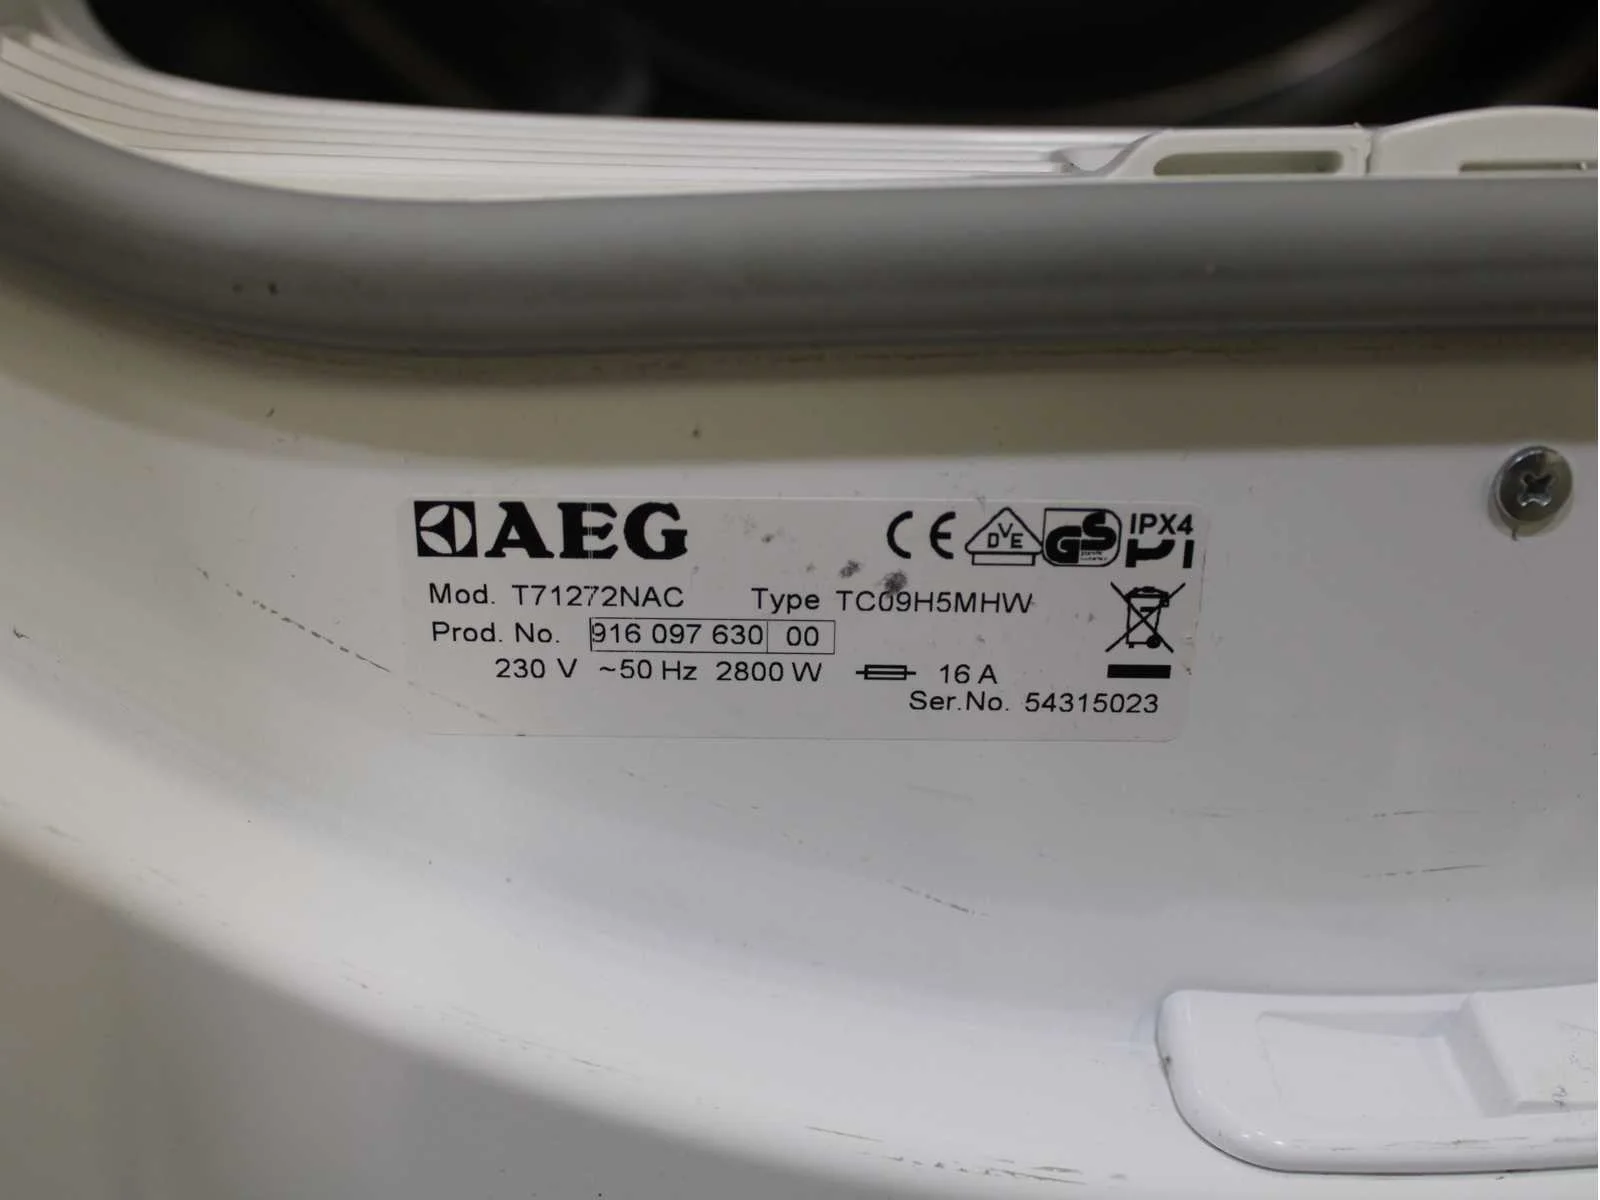 AEG
CE DVE GS IPX4
Mod. T71272NAC Type TC09H5MHW
Prod. No. 916 097 630 00
230 V ~50 Hz 2800 W 16 A
Ser.No. 54315023